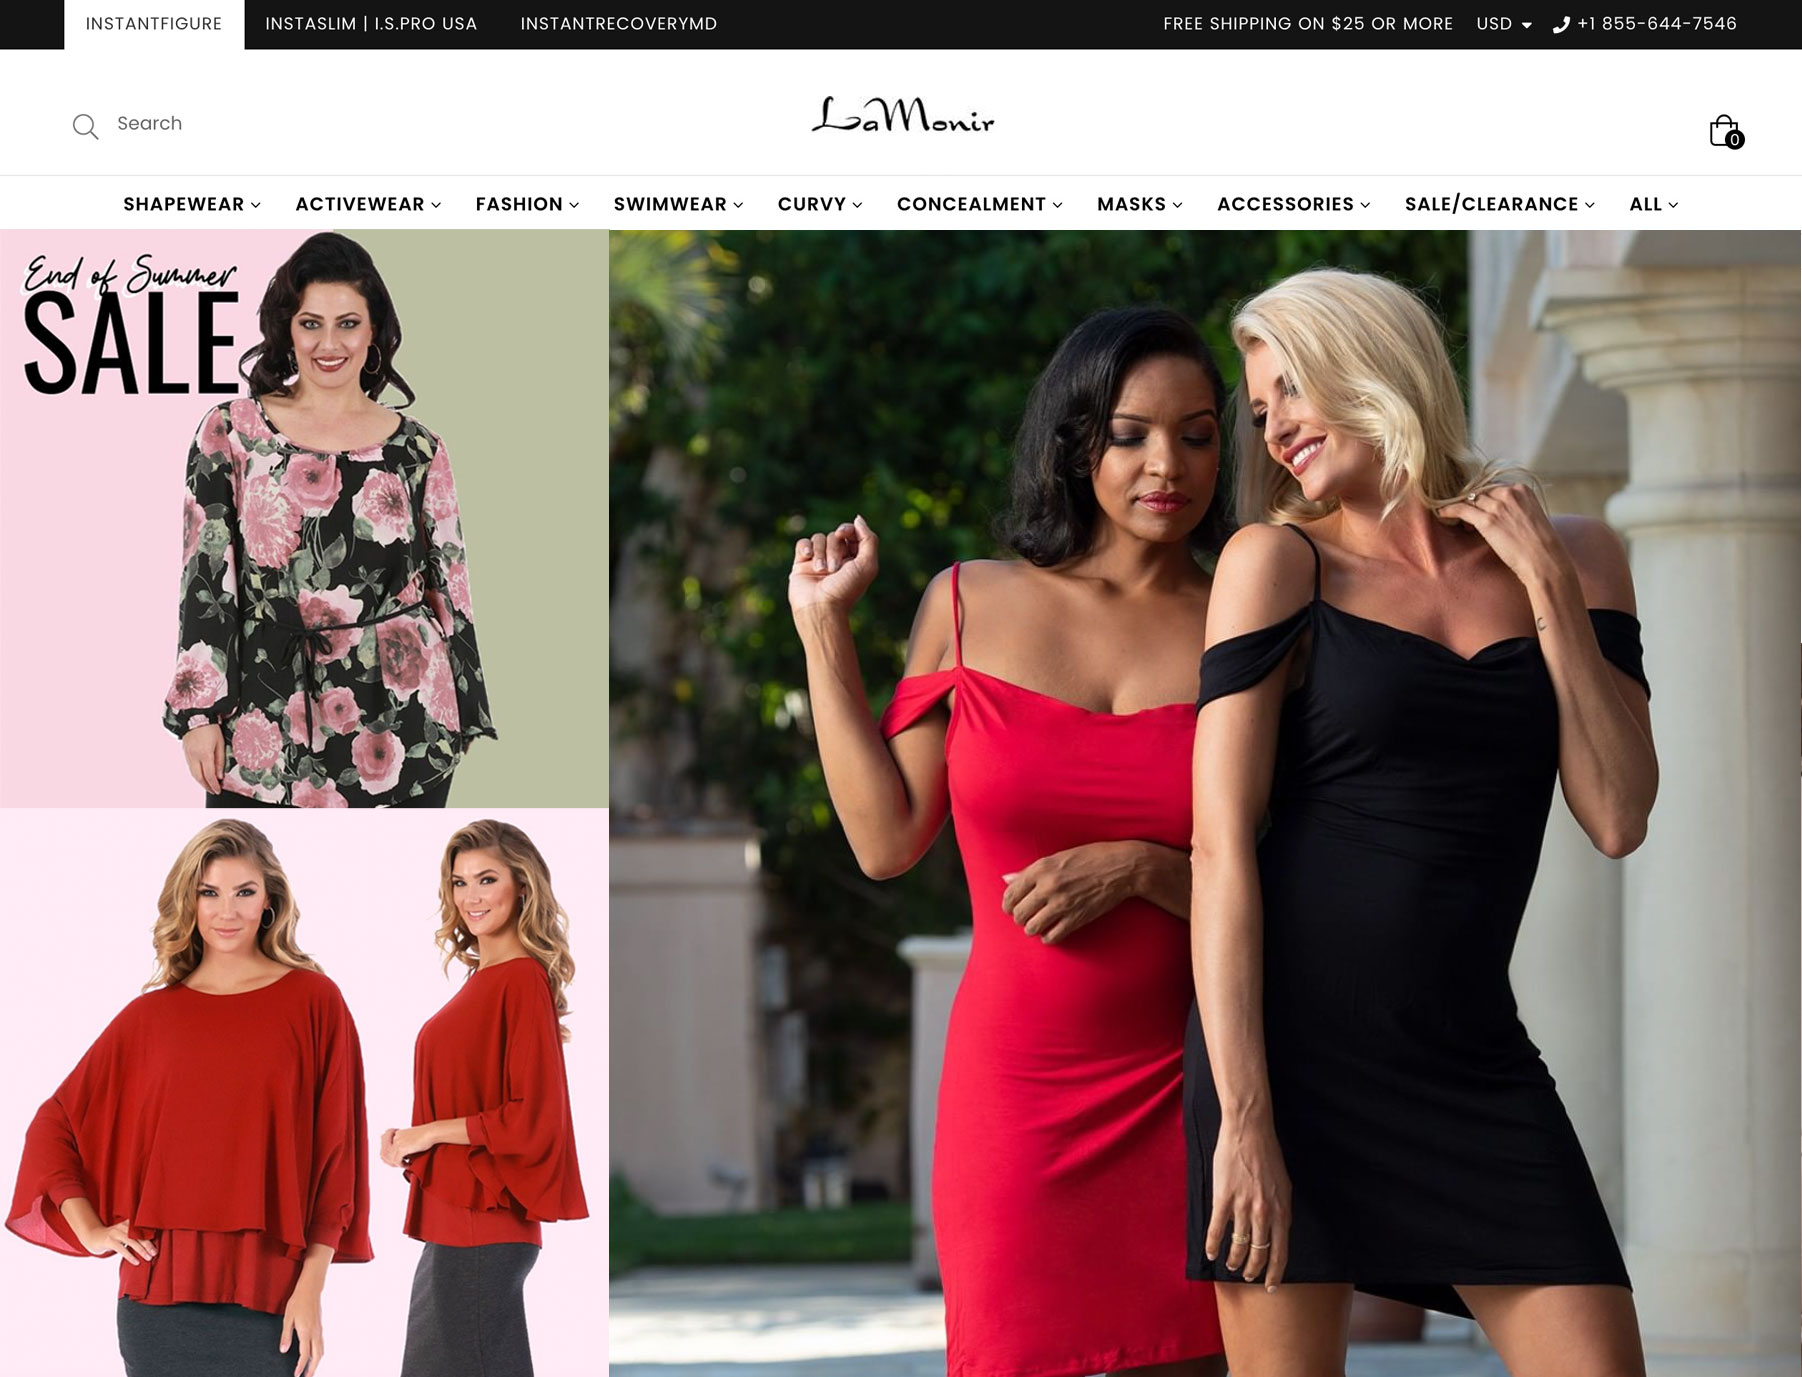 INSTANTFIGURE
INSTASLIM | I.S.PRO USA
INSTANTRECOVERYMD
FREE SHIPPING ON $25 OR MORE
USD
+1 855-644-7546
Search
LaMonir
0
SHAPEWEAR
ACTIVEWEAR
FASHION
SWIMWEAR
CURVY
CONCEALMENT
MASKS
ACCESSORIES
SALE/CLEARANCE
ALL
End of Summer
SALE